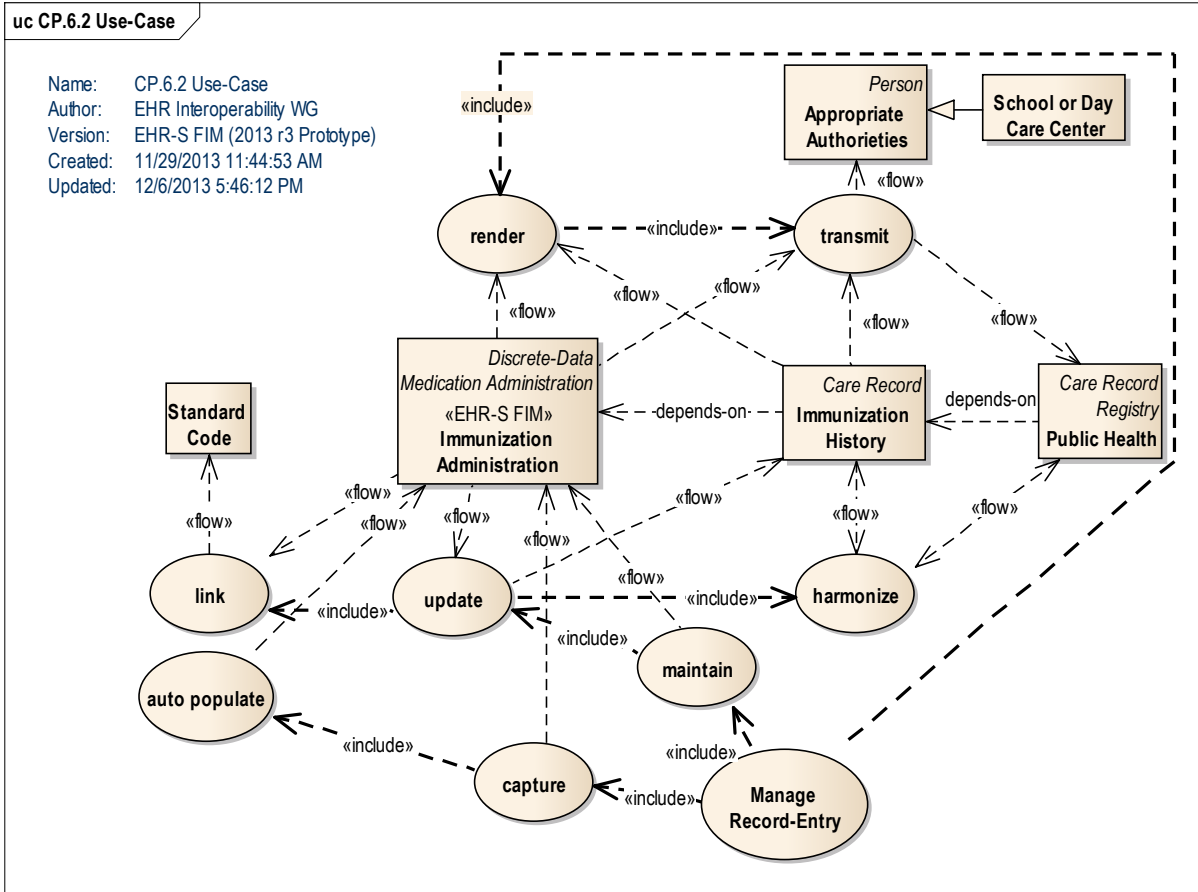 uc CP.6.2 Use-Case
Name: CP.6.2 Use-Case
Author: EHR Interoperability WG
Version: EHR-S FIM (2013 r3 Prototype)
Created: 11/29/2013 11:44:53 AM
Updated: 12/6/2013 5:46:12 PM
«include»
Person
Appropriate
Authorieties
School or Day
Care Center
«flow»
render
«include»
transmit
«flow»
«flow»
«flow»
«flow»
«flow»
Discrete-Data
Medication Administration
«EHR-S FIM»
Immunization
Administration
depends-on
Care Record
Immunization
History
depends-on
Care Record
Registry
Public Health
Standard
Code
«flow»
«flow»
«flow»
«flow»
«flow»
«flow»
«flow»
«flow»
«flow»
link
«include»
update
«include»
harmonize
«include»
maintain
auto populate
«include»
capture
«include»
«include»
Manage
Record-Entry